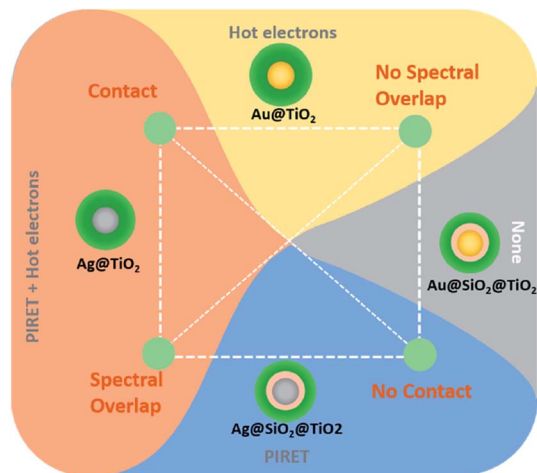 Hot electrons
Contact
No Spectral
Overlap
Au@TiO₂
PIRET + Hot electrons
Ag@TiO₂
None
Au@SiO₂@TiO₂
Spectral
Overlap
No Contact
Ag@SiO₂@TiO2
PIRET